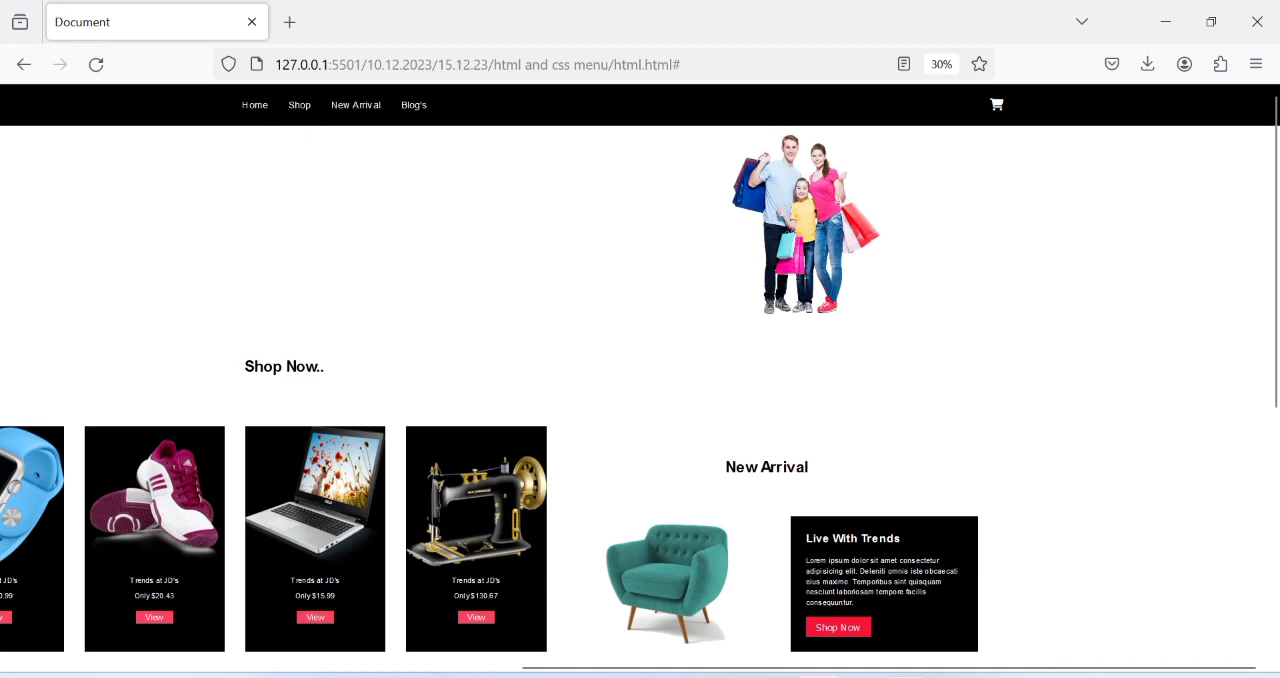 Document
127.0.0.1:5501/10.12.2023/15.12.23/html and css menu/html.html#
30%
Home
Shop
New Arrival
Blog's
Shop Now..
New Arrival
Live With Trends
Lorem ipsum dolor sit amet consectetur
adipisicing elit. Deleniti omnis iste obcaecati
eius maxime. Temporibus sint quisquam
nesciunt laboriosam tempore facilis
consequuntur.
Shop Now
at JD's
0.99
Trends at JD's
Only $20.43
View
Trends at JD's
Only $15.99
View
Trends at JD's
Only $130.67
View